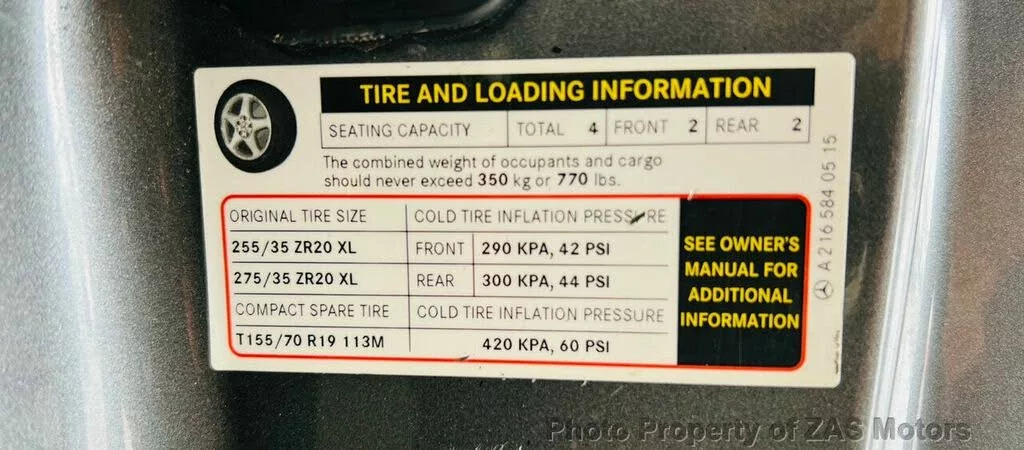 TIRE AND LOADING INFORMATION
SEATING CAPACITY TOTAL 4 FRONT 2 REAR 2
The combined weight of occupants and cargo
should never exceed 350 kg or 770 lbs.
ORIGINAL TIRE SIZE COLD TIRE INFLATION PRESSURE
255/35 ZR20 XL FRONT 290 KPA, 42 PSI
275/35 ZR20 XL REAR 300 KPA, 44 PSI
COMPACT SPARE TIRE COLD TIRE INFLATION PRESSURE
T155/70 R19 113M 420 KPA, 60 PSI
SEE OWNER'S
MANUAL FOR
ADDITIONAL
INFORMATION
A 216 584 05 15
Photo Property of ZAS Motors